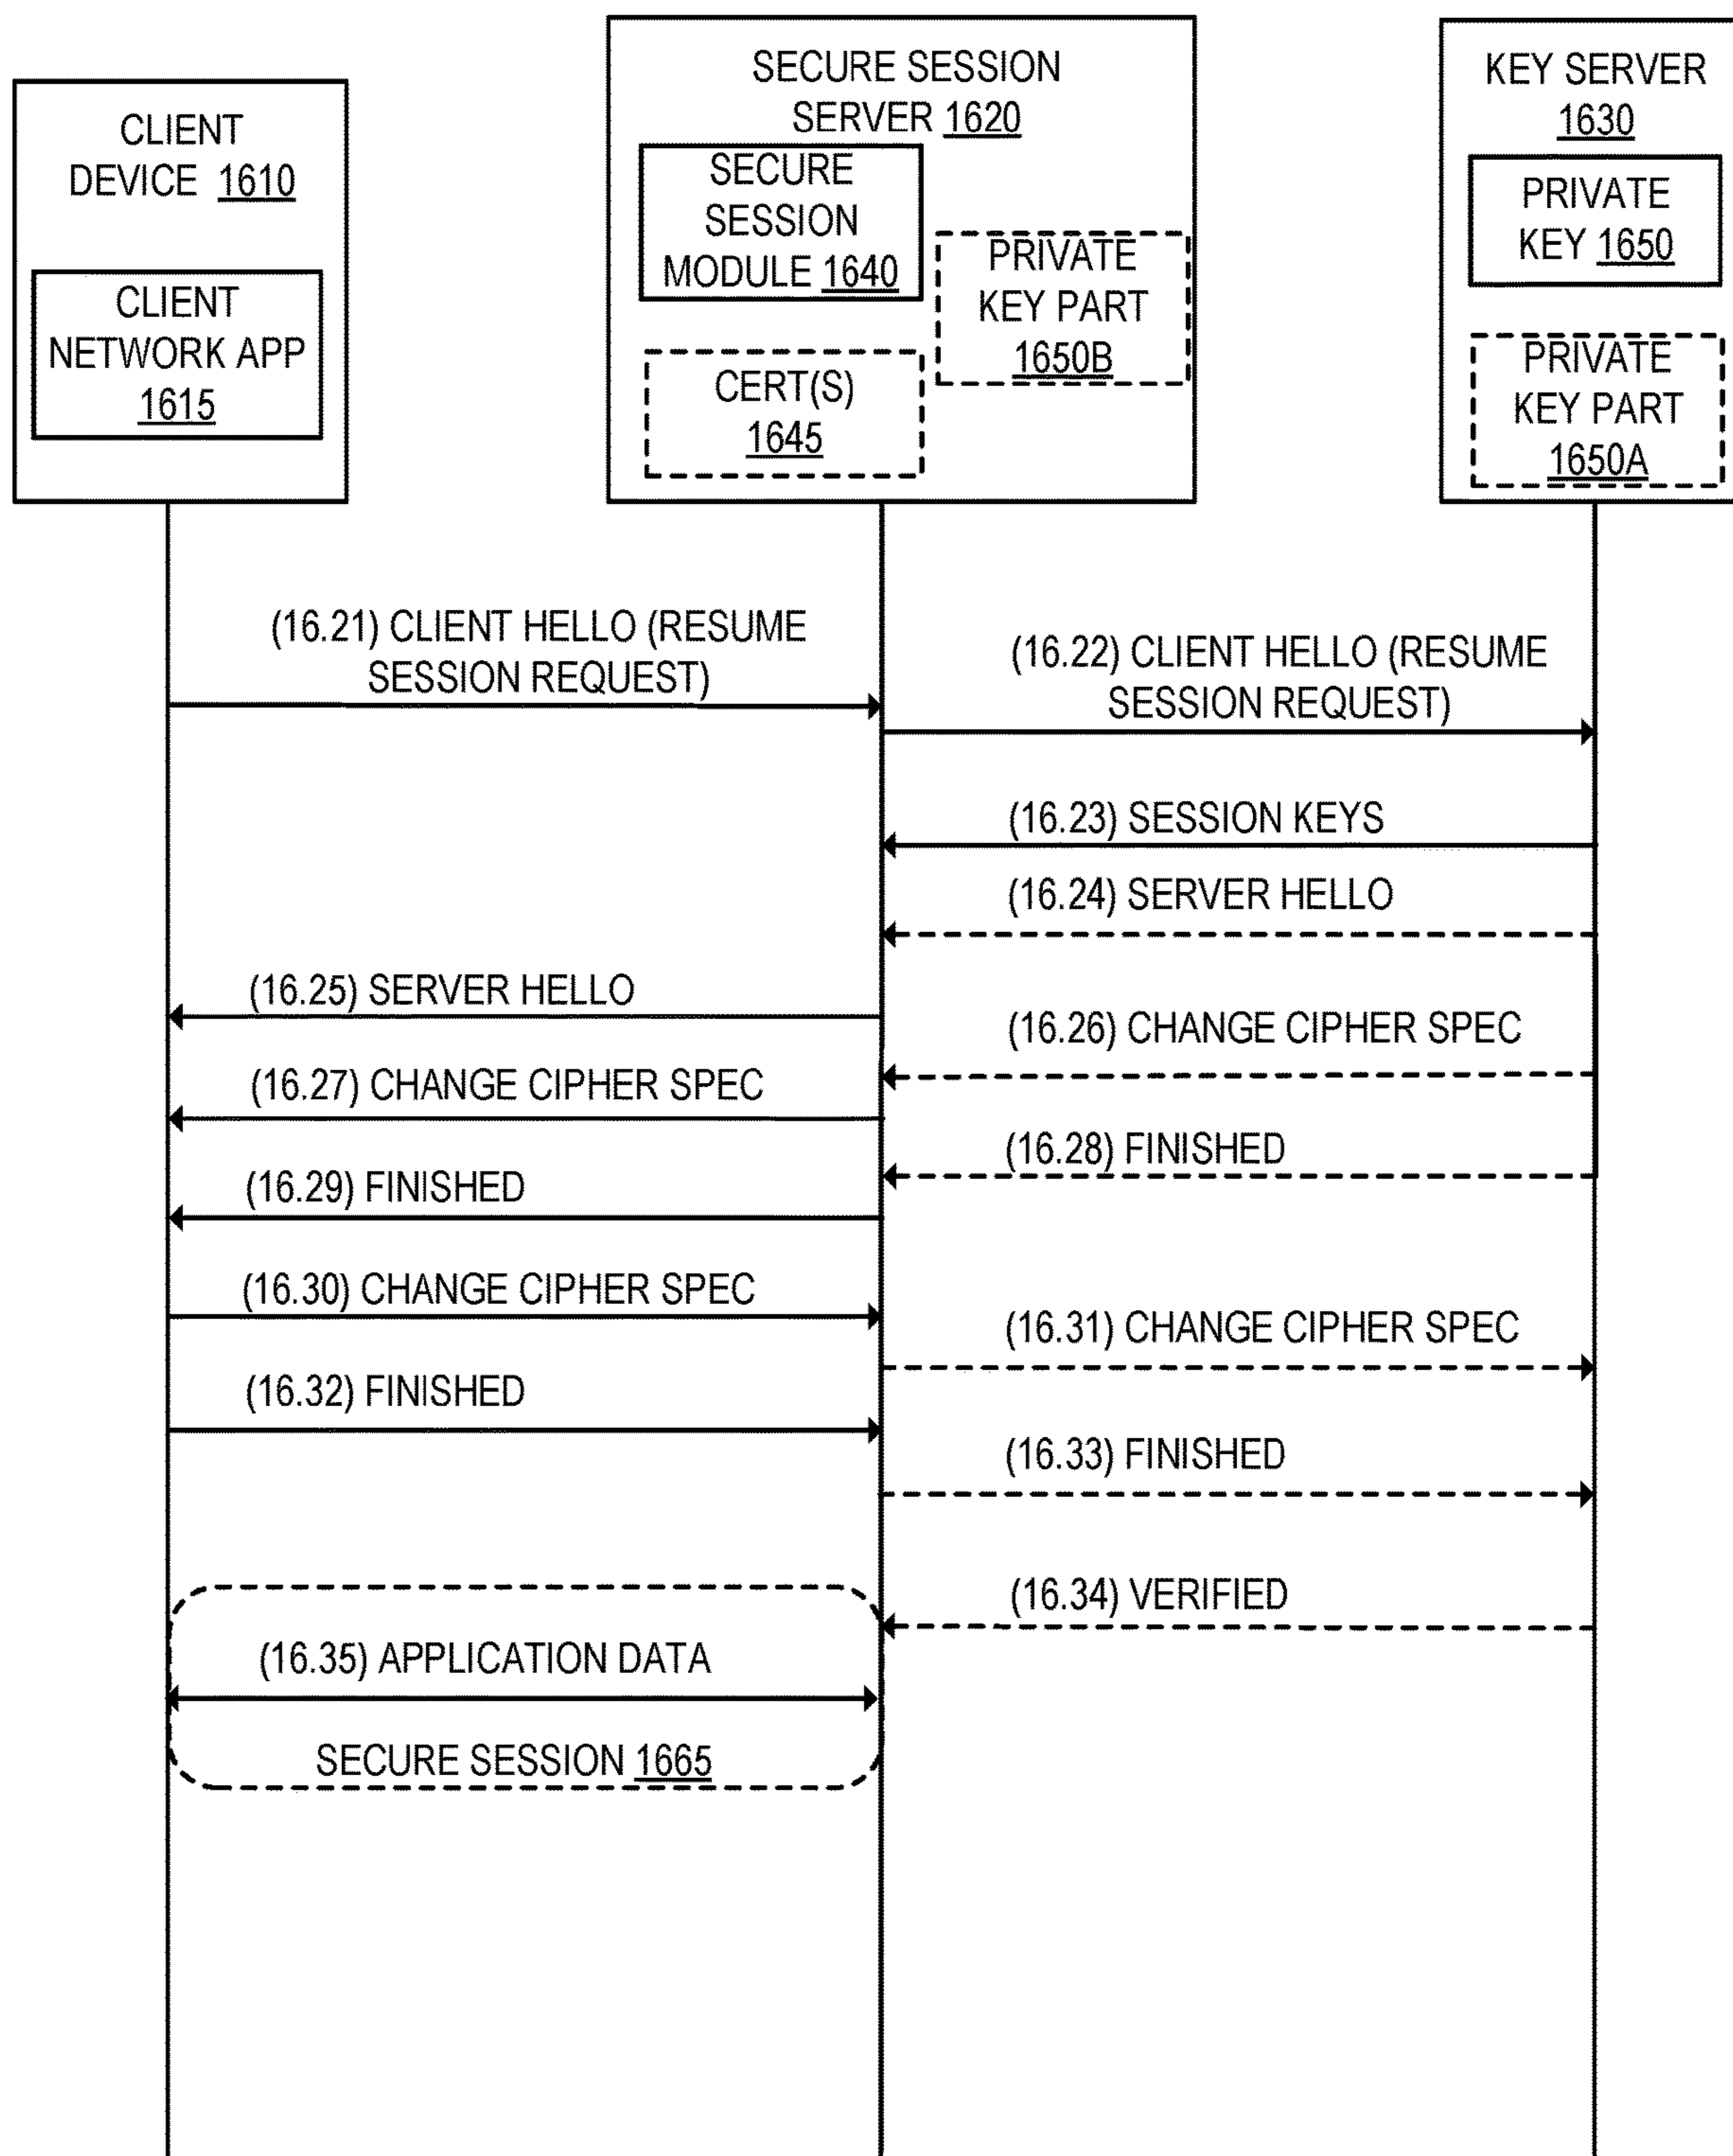 CLIENT
DEVICE 1610
CLIENT
NETWORK APP
1615
SECURE SESSION
SERVER 1620
SECURE
SESSION
MODULE 1640
PRIVATE
KEY PART
1650B
CERT(S)
1645
KEY SERVER
1630
PRIVATE
KEY 1650
PRIVATE
KEY PART
1650A
(16.21) CLIENT HELLO (RESUME
SESSION REQUEST)
(16.22) CLIENT HELLO (RESUME
SESSION REQUEST)
(16.23) SESSION KEYS
(16.24) SERVER HELLO
(16.25) SERVER HELLO
(16.26) CHANGE CIPHER SPEC
(16.27) CHANGE CIPHER SPEC
(16.28) FINISHED
(16.29) FINISHED
(16.30) CHANGE CIPHER SPEC
(16.31) CHANGE CIPHER SPEC
(16.32) FINISHED
(16.33) FINISHED
(16.34) VERIFIED
(16.35) APPLICATION DATA
SECURE SESSION 1665